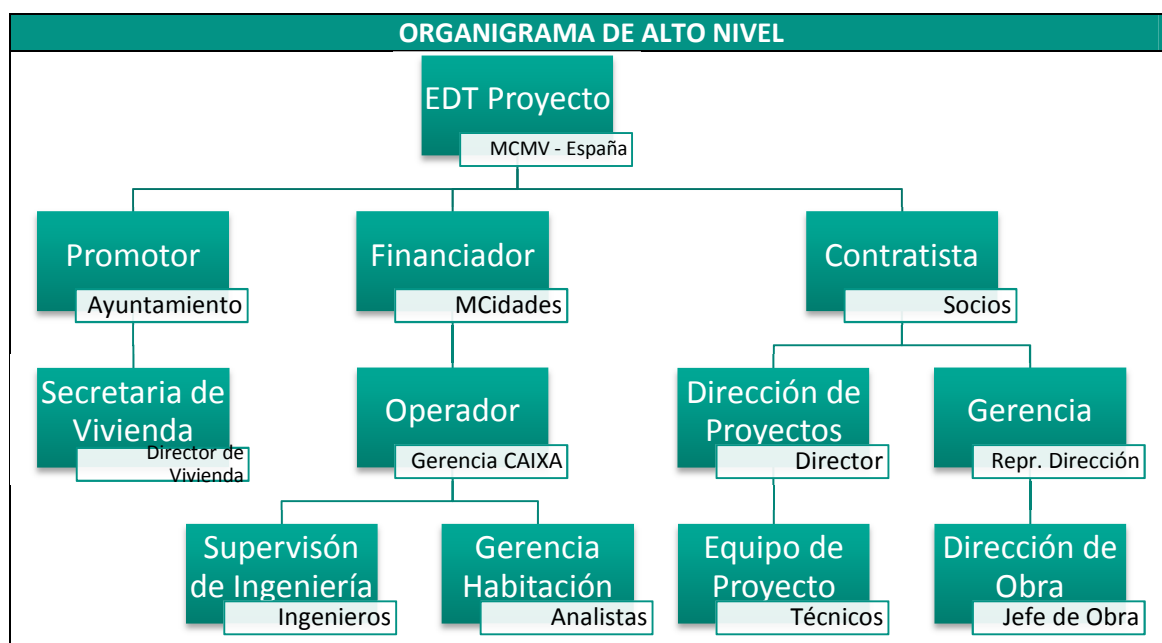 ORGANIGRAMA DE ALTO NIVEL
EDT Proyecto
MCMV - España
Promotor
Ayuntamiento
Financiador
MCidades
Contratista
Socios
Secretaria de
Vivienda
Director de
Vivienda
Operador
Gerencia CAIXA
Dirección de
Proyectos
Director
Gerencia
Repr. Dirección
Supervisón
de Ingeniería
Ingenieros
Gerencia
Habitación
Analistas
Equipo de
Proyecto
Técnicos
Dirección de
Obra
Jefe de Obra